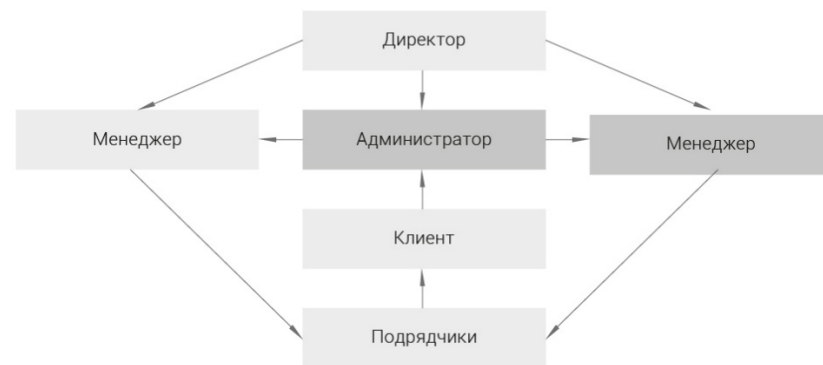 Директор
Менеджер
Администратор
Менеджер
Клиент
Подрядчики